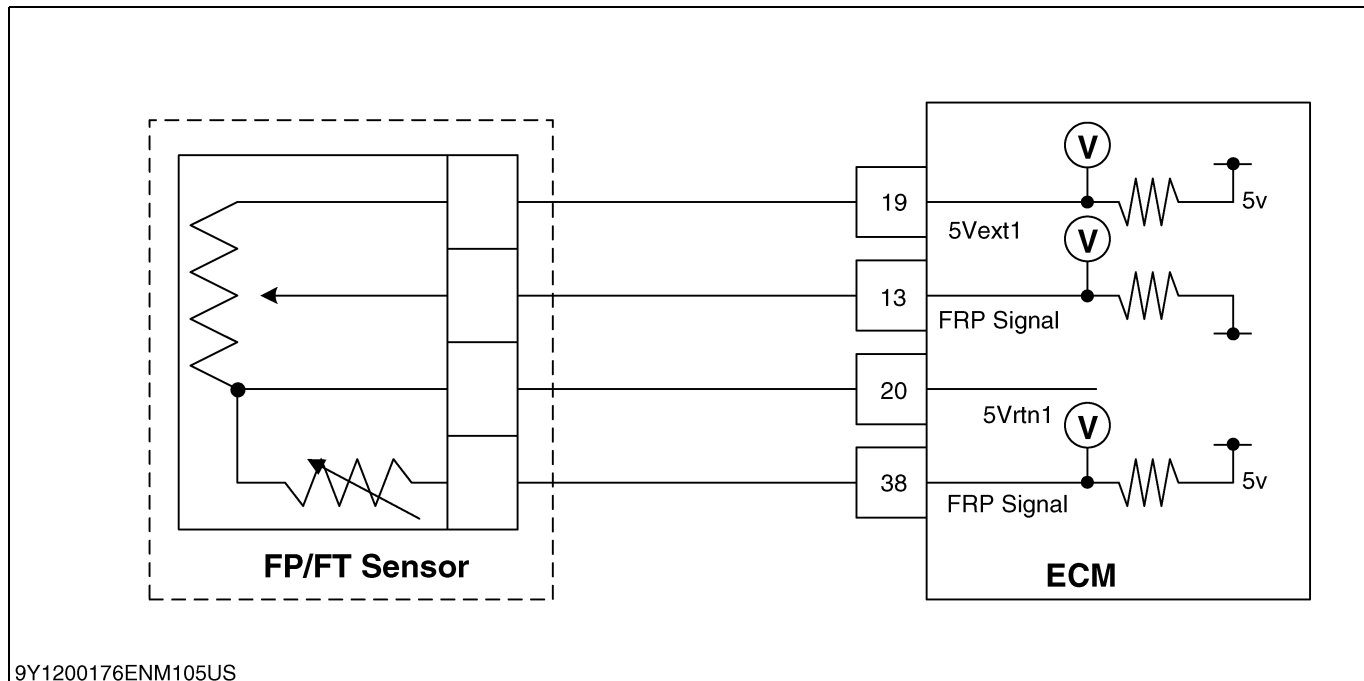 V
19
5v
5Vext1
V
13
FRP Signal
20
5Vrtn1
V
38
5v
FRP Signal
FP/FT Sensor
ECM
9Y1200176ENM105US